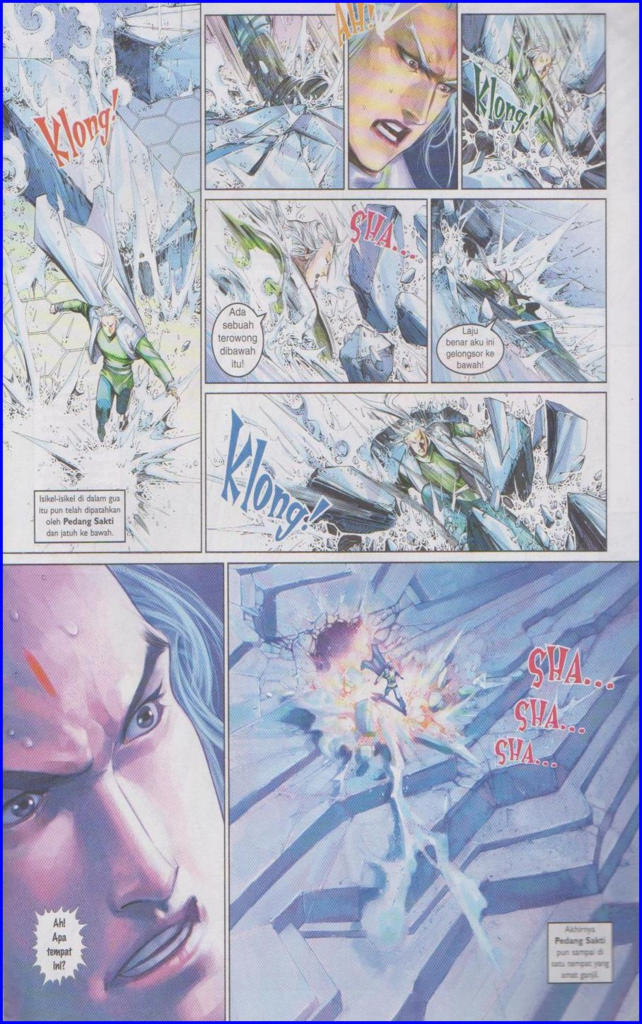 Klong!
Isikel-isikel di dalam gua
itu pun telah dipatahkan
oleh Pedang Sakti
dan jatuh ke bawah.
AH!
Klong!
Ada
sebuah
terowong
dibawah
itu!
SHA...
Laju
benar aku ini
gelongsor ke
bawah!
Klong!
Ah!
Apa
tempat
ini?
SHA...
SHA...
SHA...
Akhirnya
Pedang Sakti
pun sampai di
satu tempat yang
amat ganjil.